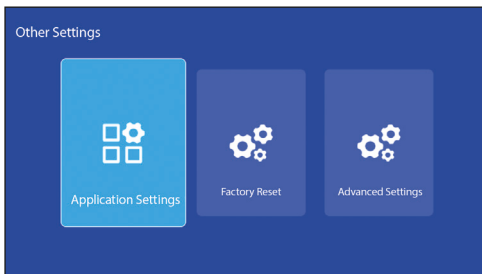 Other Settings
Application Settings
Factory Reset
Advanced Settings